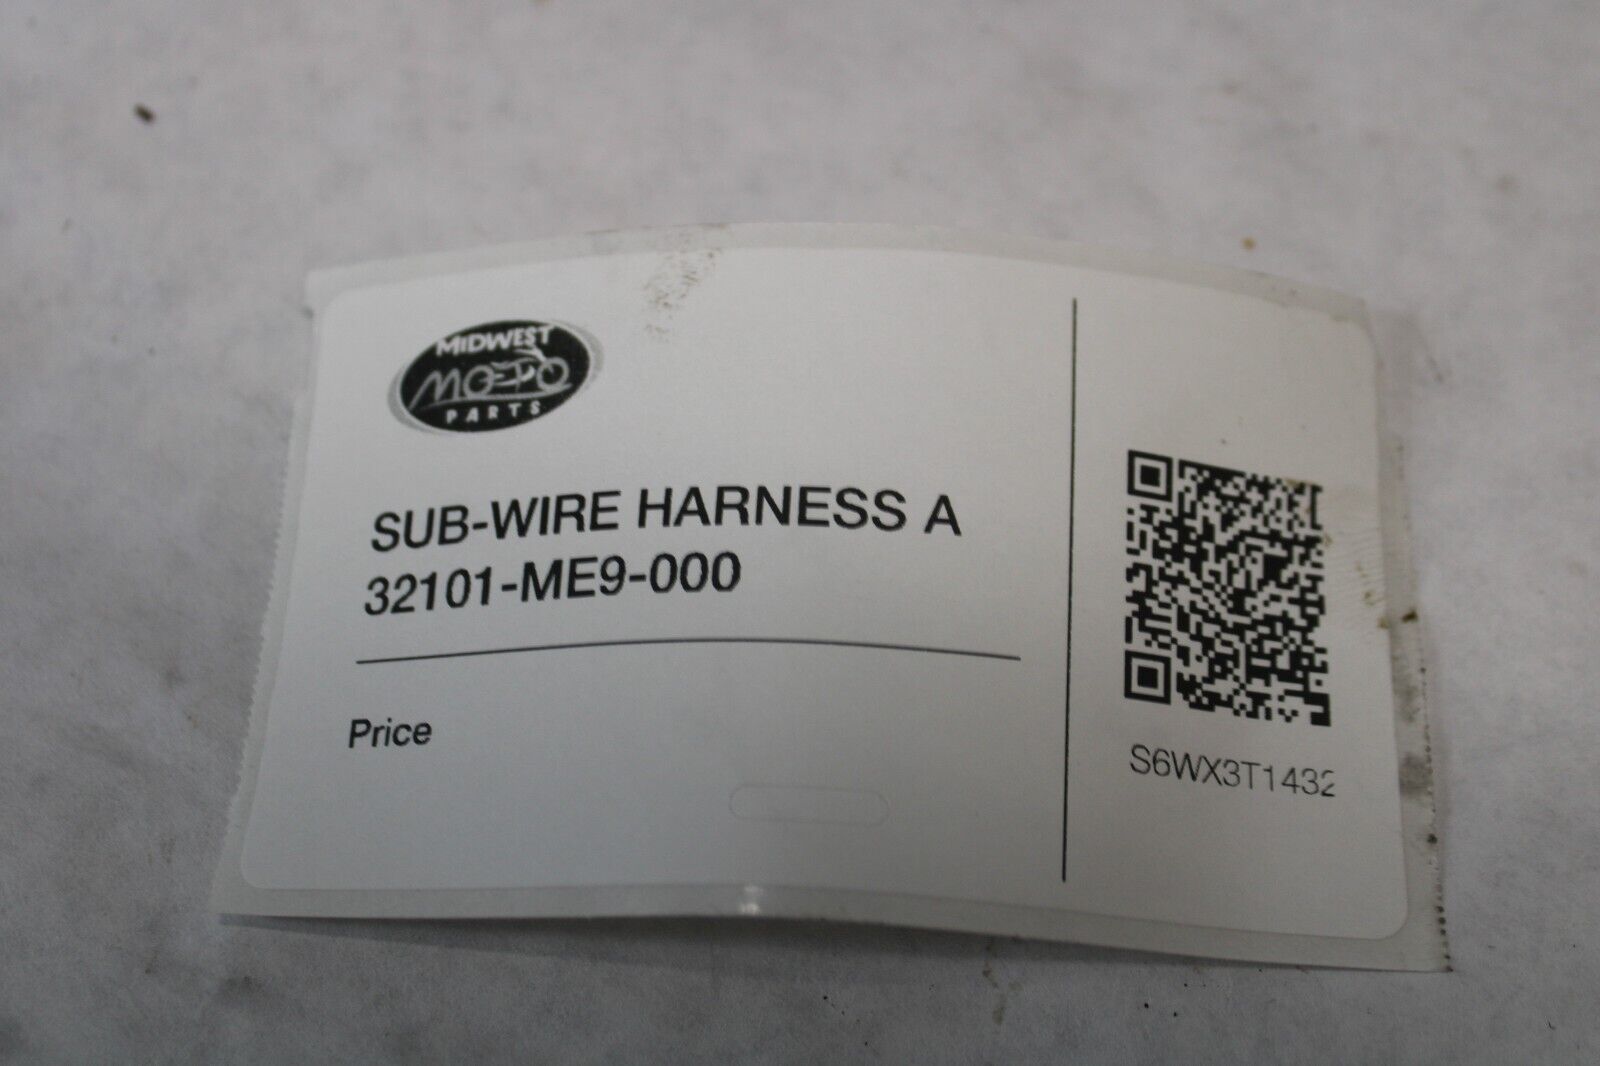 MIDWEST
MOTO
PARTS
SUB-WIRE HARNESS A
32101-ME9-000
Price
S6WX3T1432